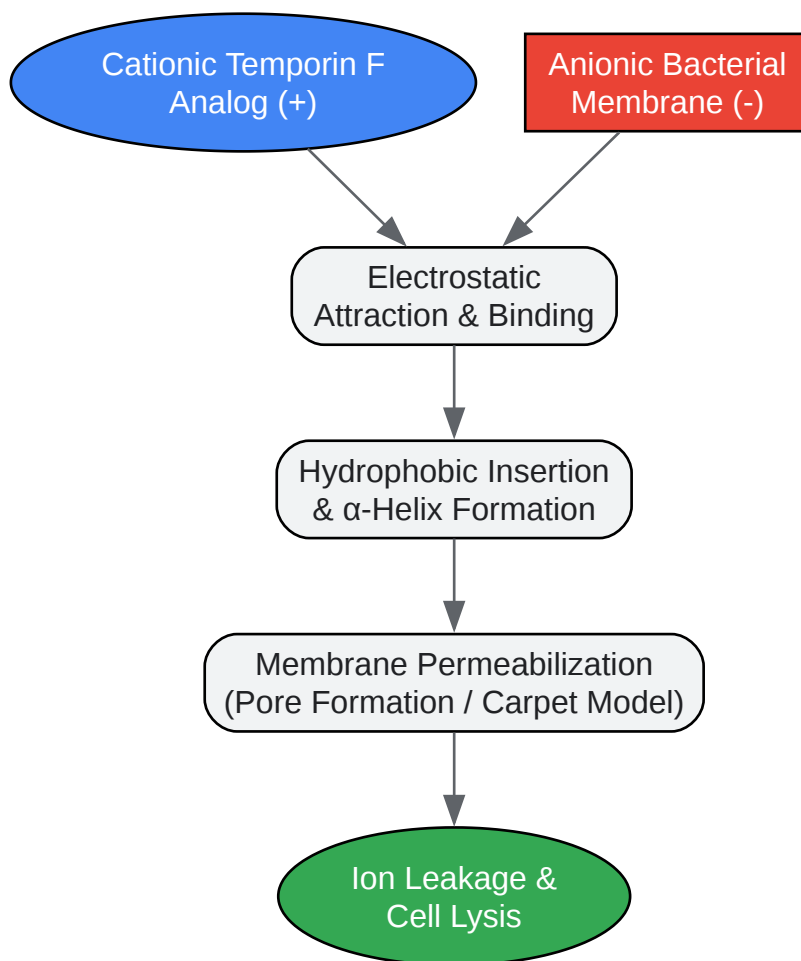 Cationic Temporin F
Analog (+)
Anionic Bacterial
Membrane (-)
Electrostatic
Attraction & Binding
Hydrophobic Insertion
& α-Helix Formation
Membrane Permeabilization
(Pore Formation / Carpet Model)
Ion Leakage &
Cell Lysis